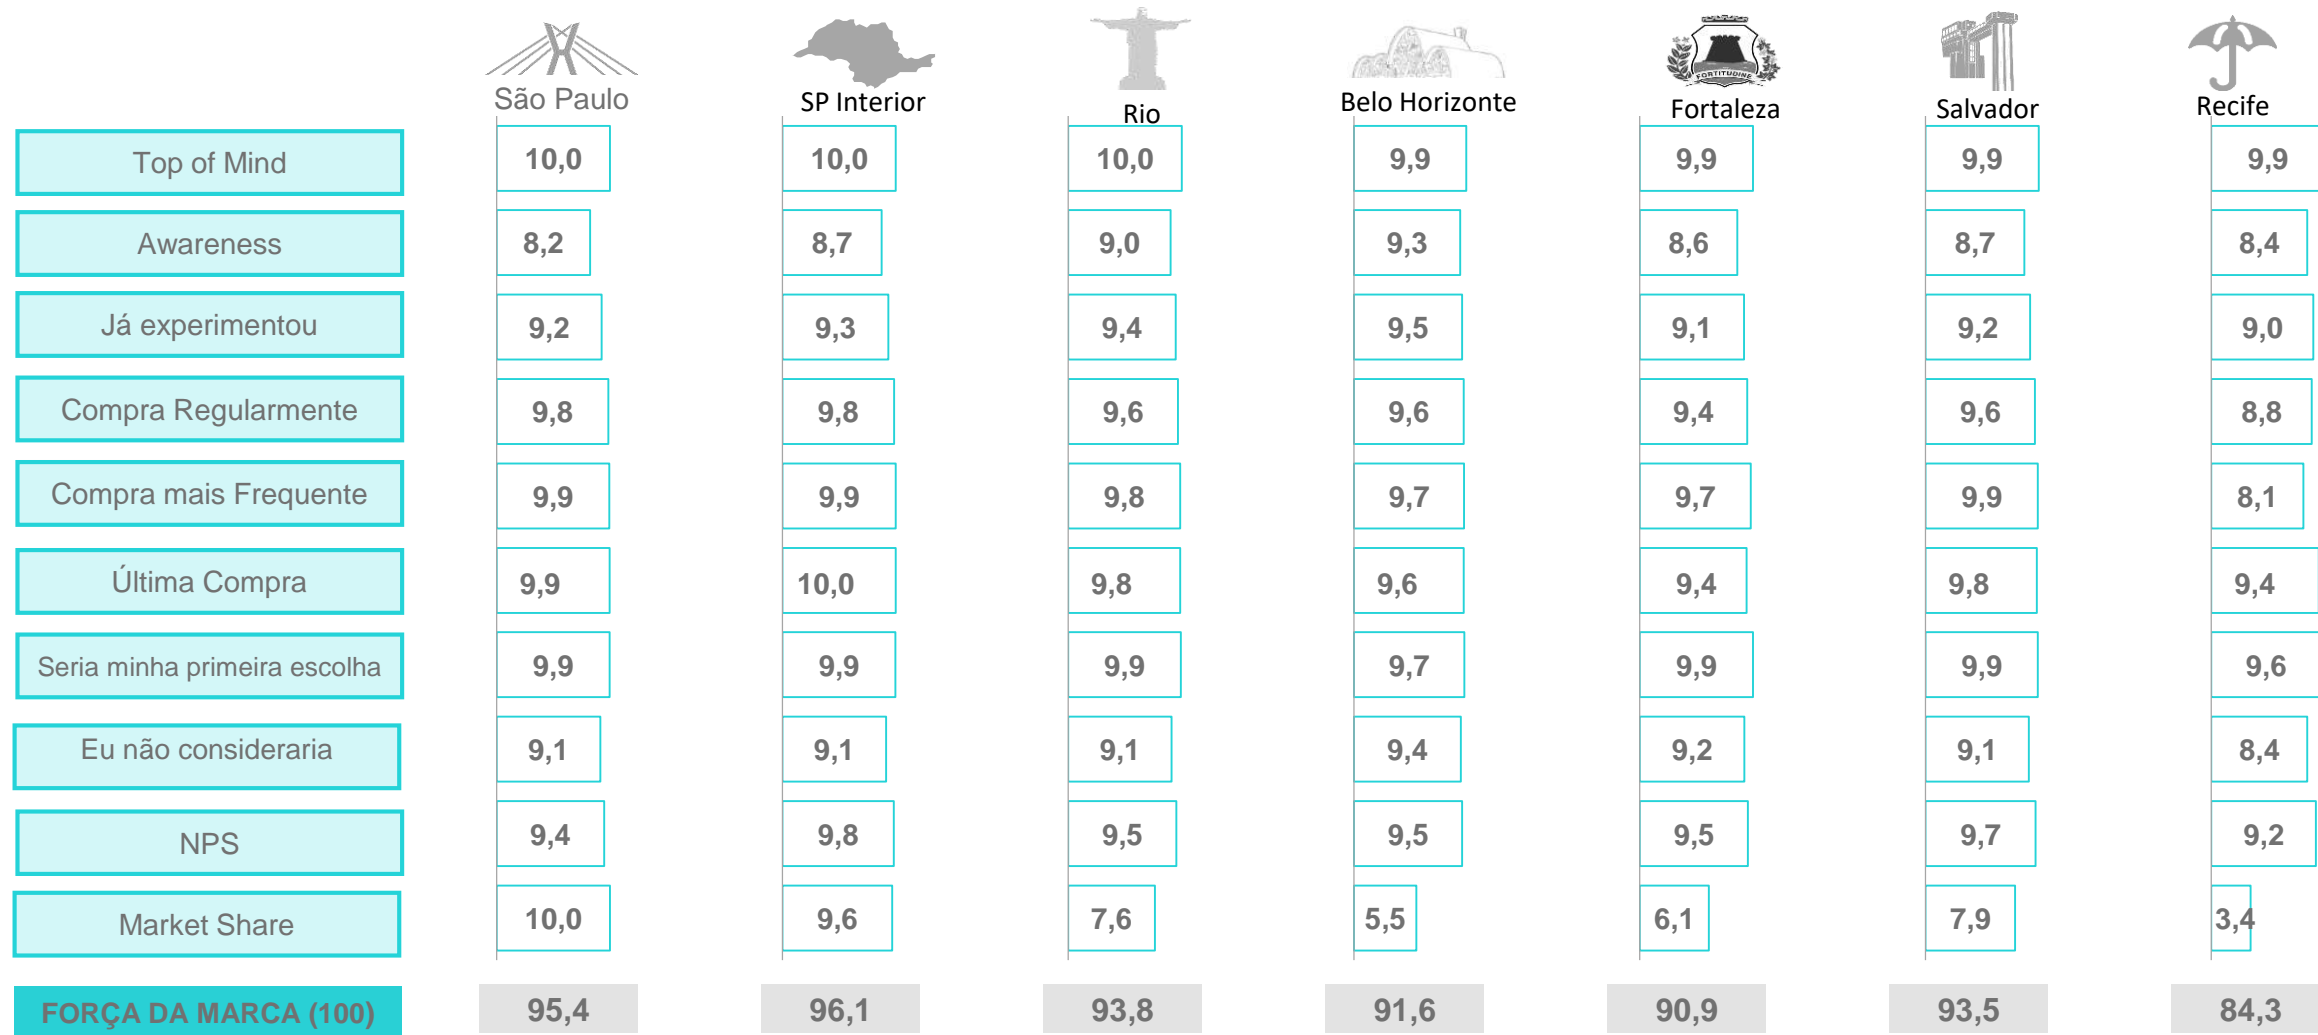 São Paulo SP Interior Rio Belo Horizonte FORTITUDINE Fortaleza Salvador Recife
Top of Mind 10,0 10,0 10,0 9,9 9,9 9,9 9,9
Awareness 8,2 8,7 9,0 9,3 8,6 8,7 8,4
Já experimentou 9,2 9,3 9,4 9,5 9,1 9,2 9,0
Compra Regularmente 9,8 9,8 9,6 9,6 9,4 9,6 8,8
Compra mais Frequente 9,9 9,9 9,8 9,7 9,7 9,9 8,1
Última Compra 9,9 10,0 9,8 9,6 9,4 9,8 9,4
Seria minha primeira escolha 9,9 9,9 9,9 9,7 9,9 9,9 9,6
Eu não consideraria 9,1 9,1 9,1 9,4 9,2 9,1 8,4
NPS 9,4 9,8 9,5 9,5 9,5 9,7 9,2
Market Share 10,0 9,6 7,6 5,5 6,1 7,9 3,4
FORÇA DA MARCA (100) 95,4 96,1 93,8 91,6 90,9 93,5 84,3